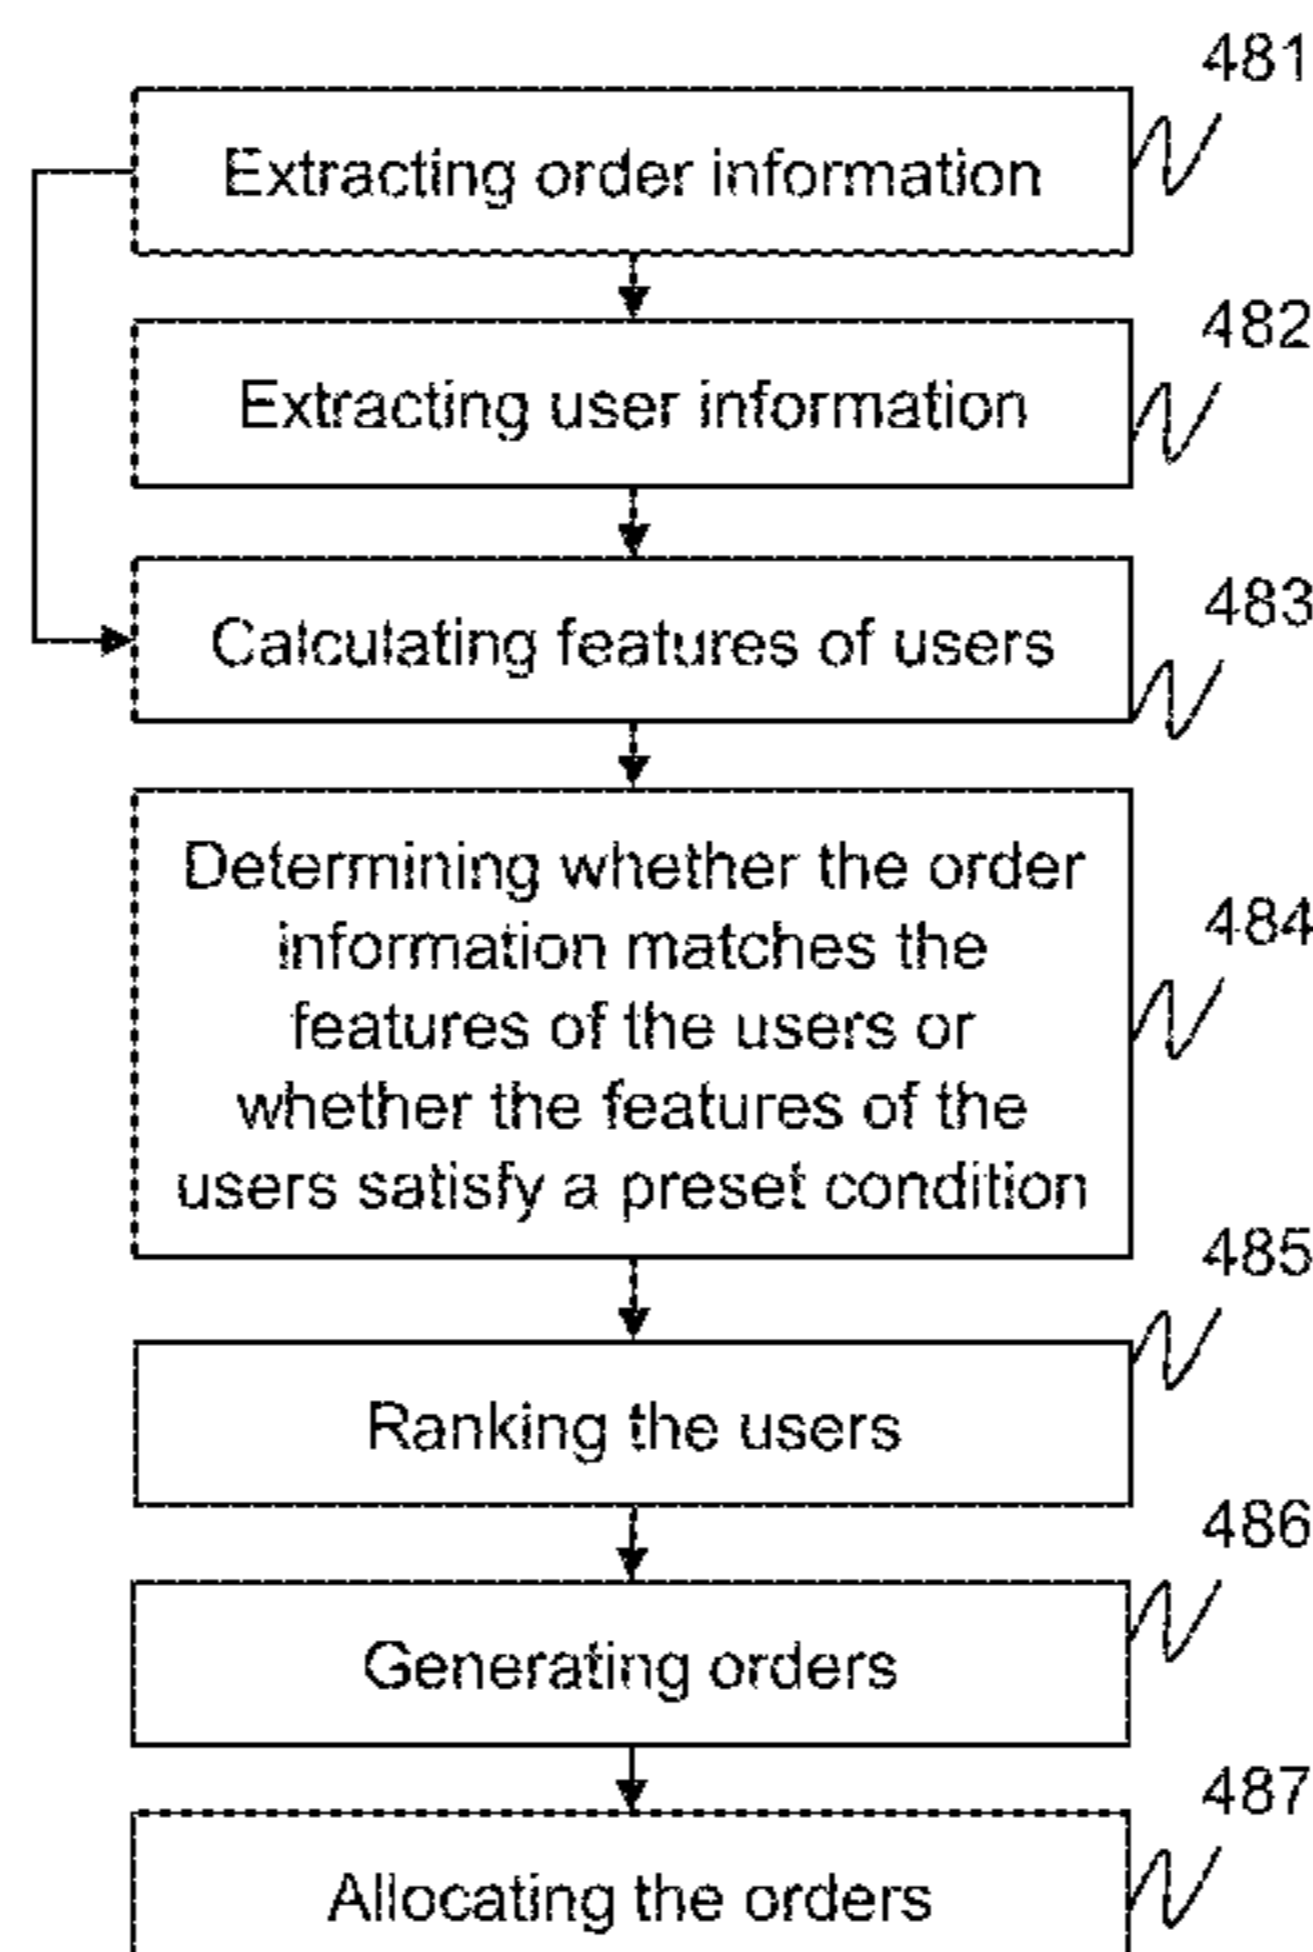 481
Extracting order information
482
Extracting user information
483
Calculating features of users
484
Determining whether the order
information matches the
features of the users or
whether the features of the
users satisfy a preset condition
485
Ranking the users
486
Generating orders
487
Allocating the orders